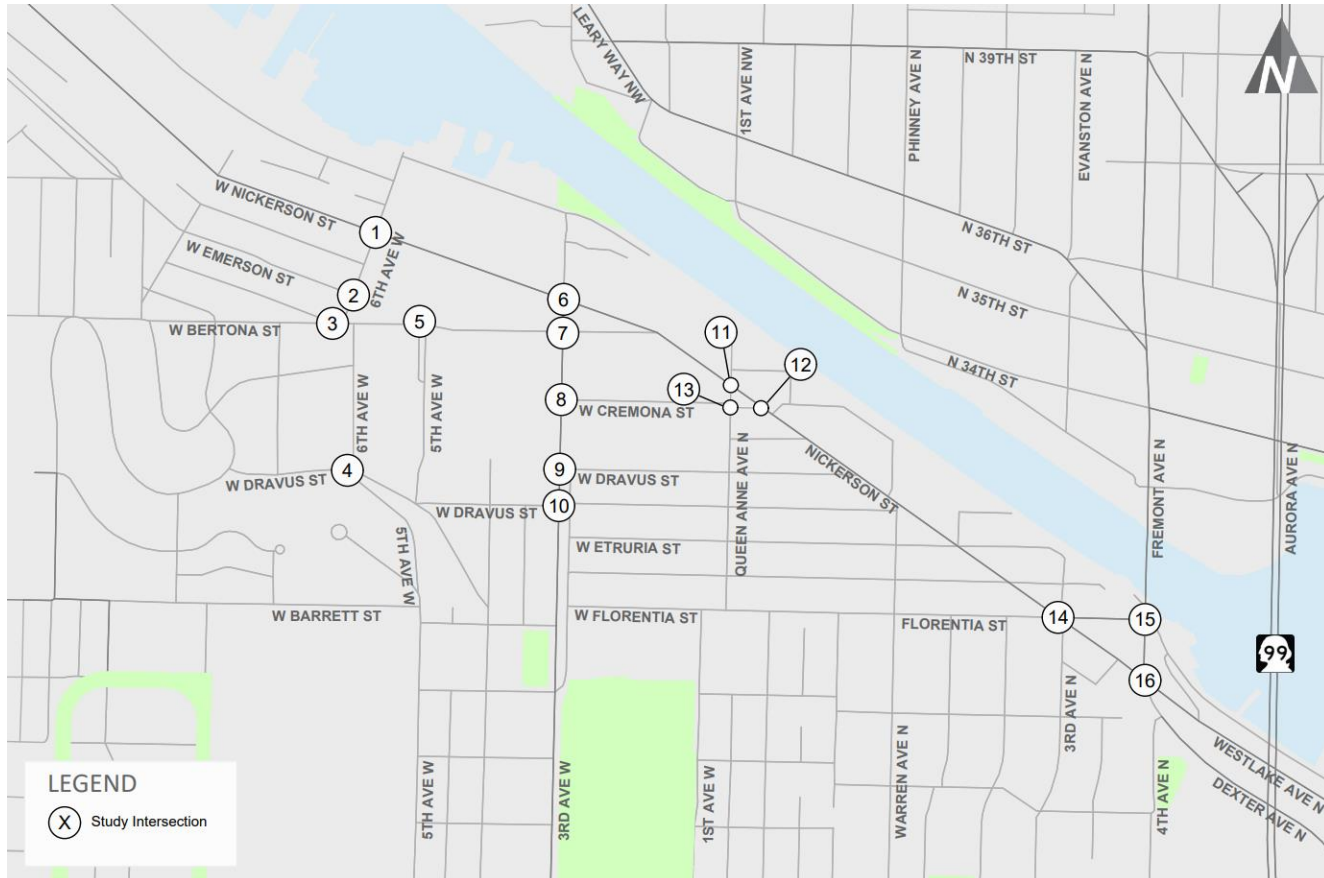 LEARY WAY NW
N 39TH ST
1ST AVE NW
PHINNEY AVE N
EVANSTON AVE N
N
W NICKERSON ST
1
W EMERSON ST
2
6TH AVE W
3
W BERTONA ST
5
6
7
11
12
13
N 36TH ST
N 35TH ST
N 34TH ST
6TH AVE W
5TH AVE W
8
W CREMONA ST
QUEEN ANNE AVE N
NICKERSON ST
FREMONT AVE N
AURORA AVE N
4
W DRAVUS ST
9
W DRAVUS ST
W DRAVUS ST
10
5TH AVE W
W ETRURIA ST
W BARRETT ST
W FLORENTIA ST
FLORENTIA ST
14
15
99
16
3RD AVE N
WESTLAKE AVE N
DEXTER AVE N
5TH AVE W
3RD AVE W
1ST AVE W
WARREN AVE N
4TH AVE N
LEGEND
X Study Intersection